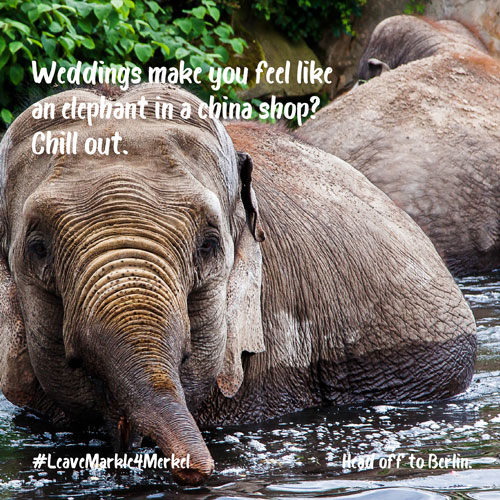 Weddings make you feel like
an elephant in a china shop?
Chill out.
#LeaveMarkle4Merkel
Head off to Berlin.